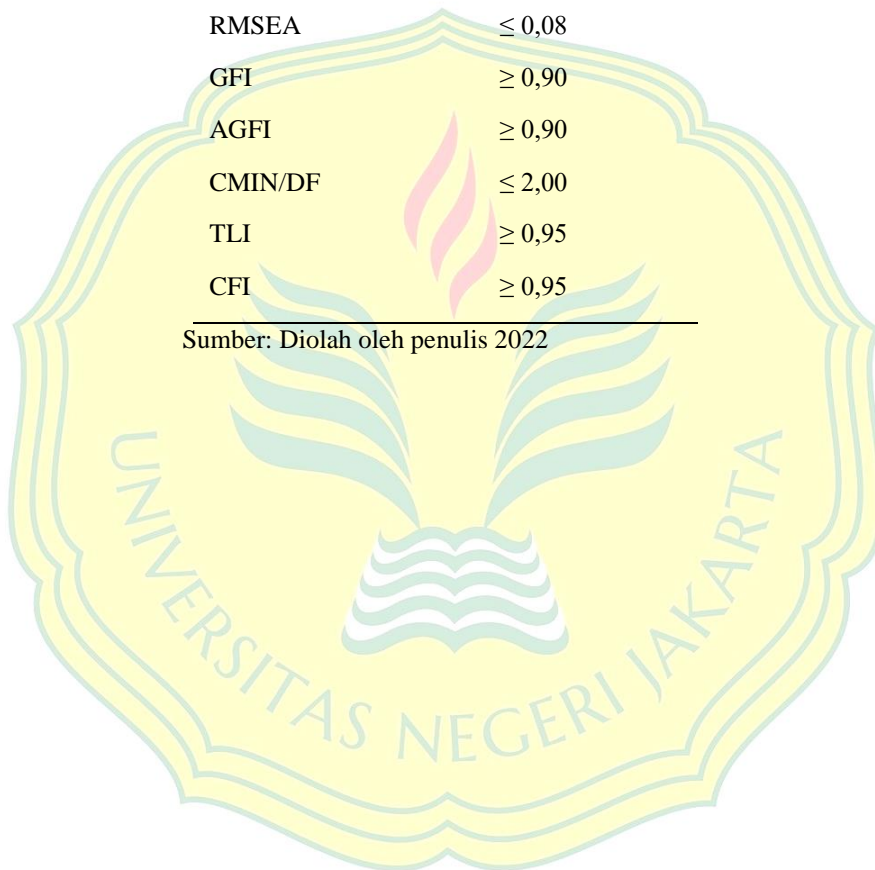 RMSEA ≤ 0,08
GFI ≥ 0,90
AGFI ≥ 0,90
CMIN/DF ≤ 2,00
TLI ≥ 0,95
CFI ≥ 0,95
Sumber: Diolah oleh penulis 2022
UNIVERSITAS NEGERI JAKARTA